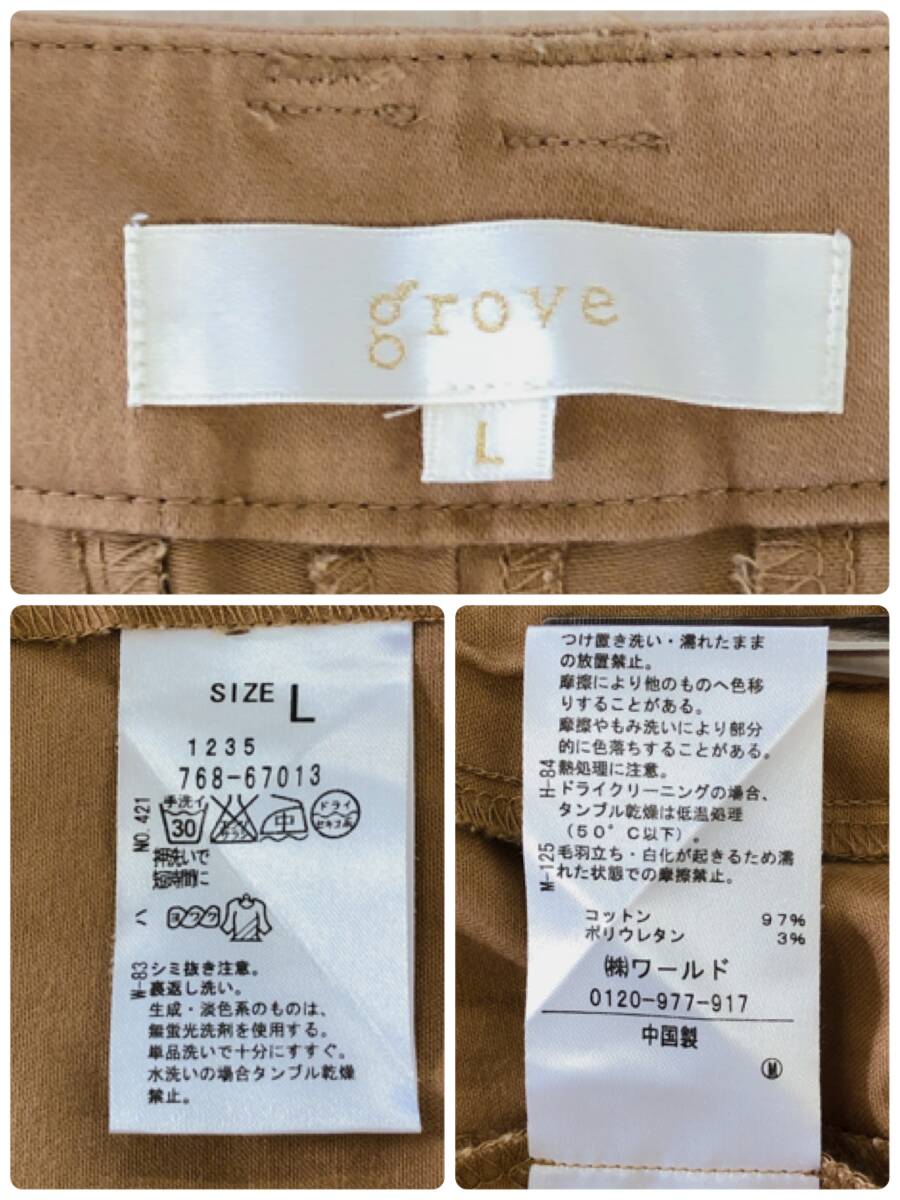 grove
L
SIZE L
1235
768-67013
NO. 421
手洗イ
30
中
ドライ
セキユ系
押洗いで
短時間に
ハ
ヨワク
W-83
シミ抜き注意。
裏返し洗い。
生成・淡色系のものは、
無蛍光洗剤を使用する。
単品洗いで十分にすすぐ。
水洗いの場合タンブル乾燥
禁止。
つけ置き洗い・濡れたまま
の放置禁止。
摩擦により他のものへ色移
りすることがある。
摩擦やもみ洗いにより部分
的に色落ちすることがある。
H-84
熱処理に注意。
ドライクリーニングの場合、
タンブル乾燥は低温処理
(50°C以下)。
M-125
毛羽立ち・白化が起きるため濡
れた状態での摩擦禁止。
コットン 97%
ポリウレタン 3%
㈱ワールド
0120-977-917
中国製
Ⓜ